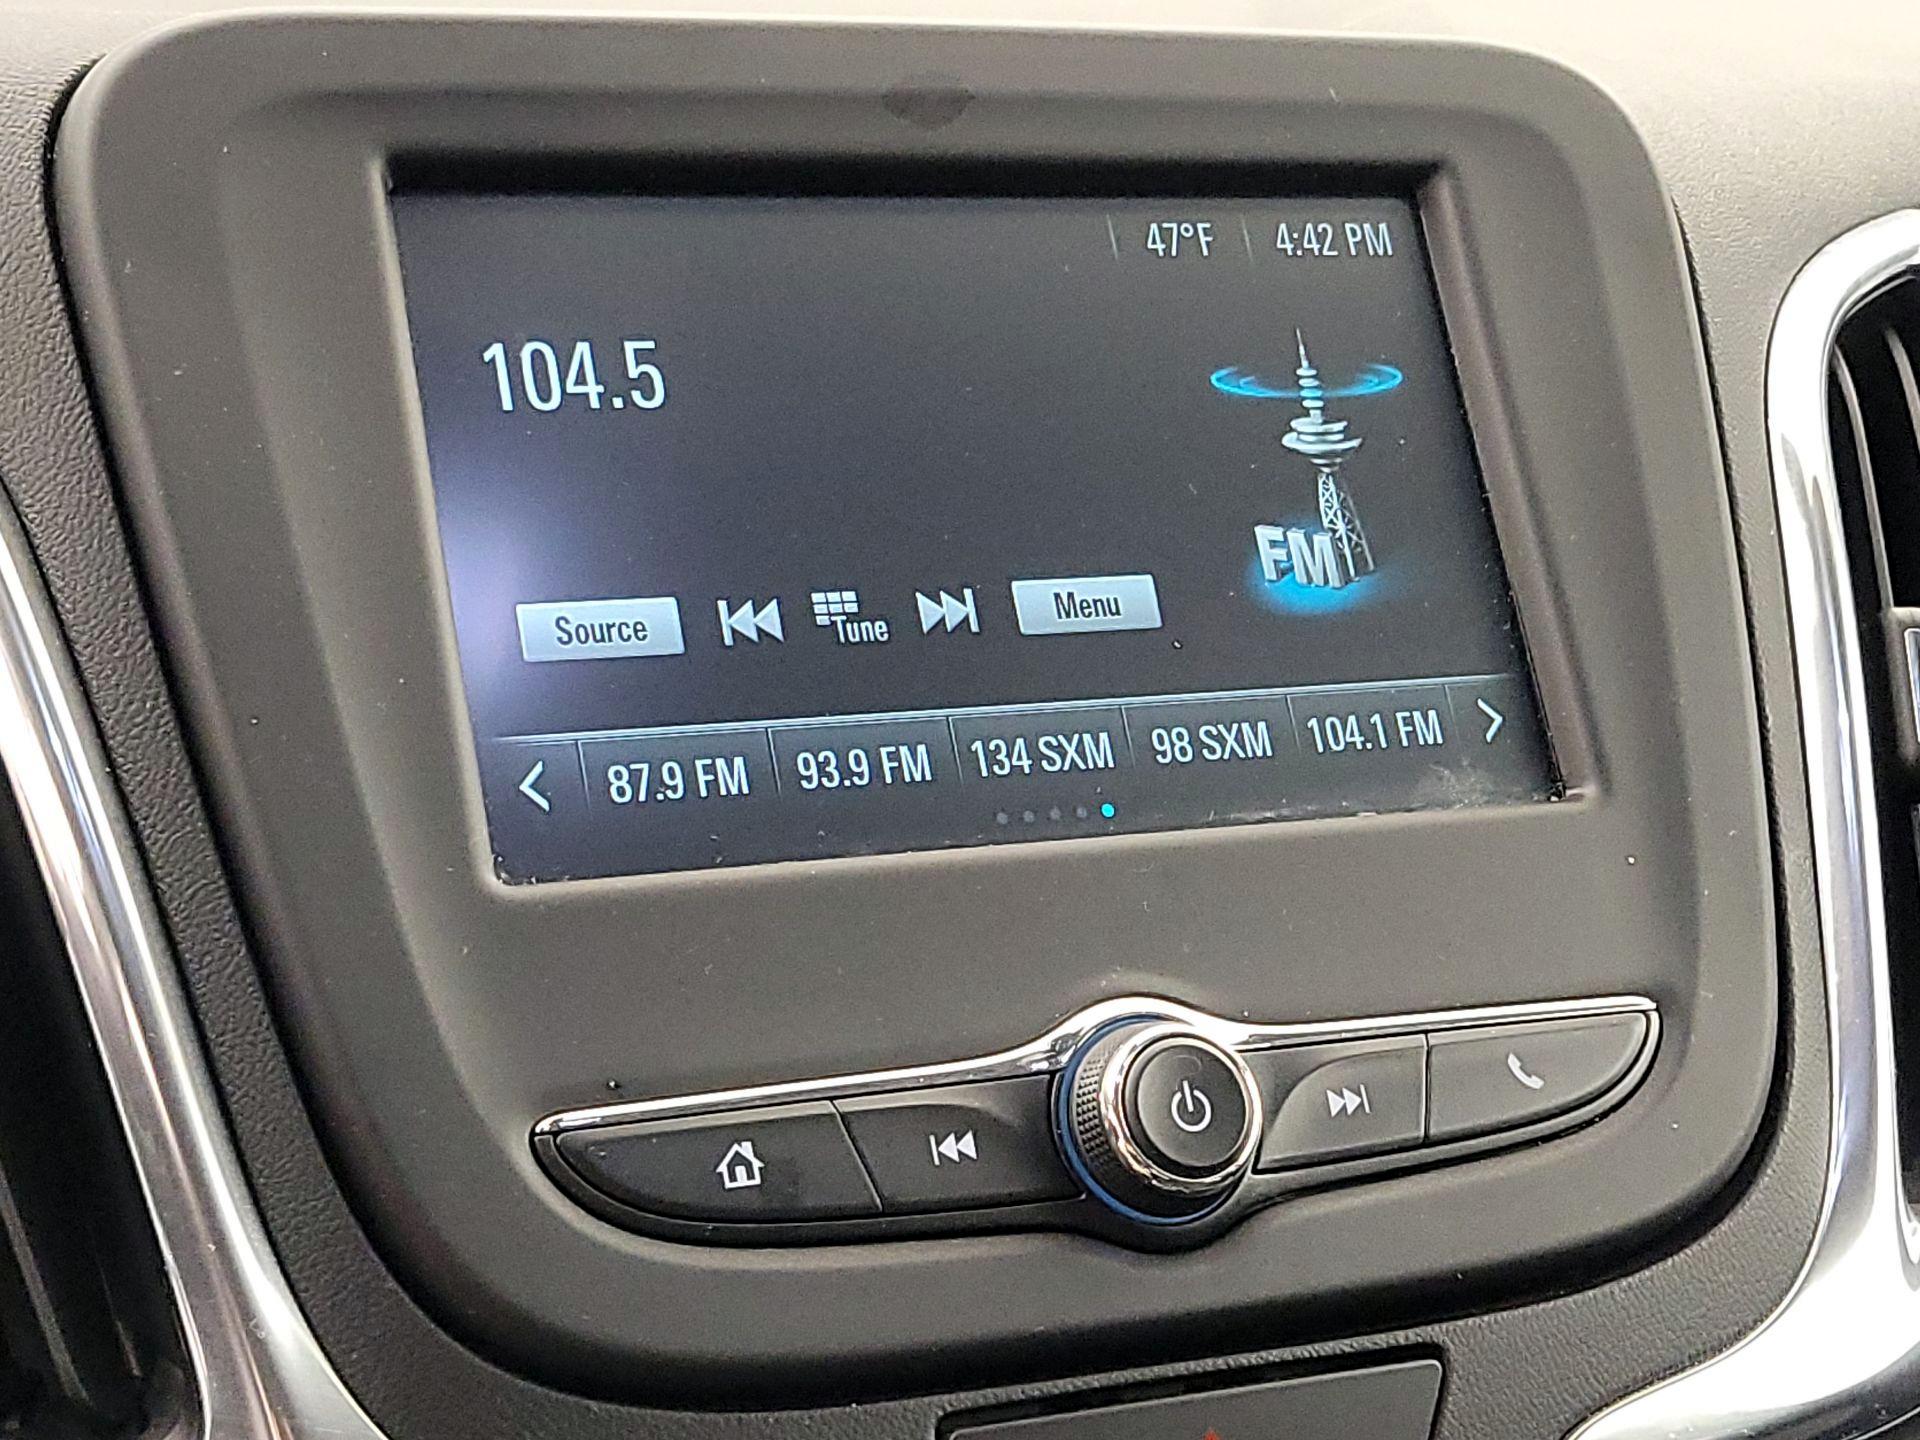 47°F 4:42 PM
104.5
FM
Source Tune Menu
87.9 FM 93.9 FM 134 SXM 98 SXM 104.1 FM